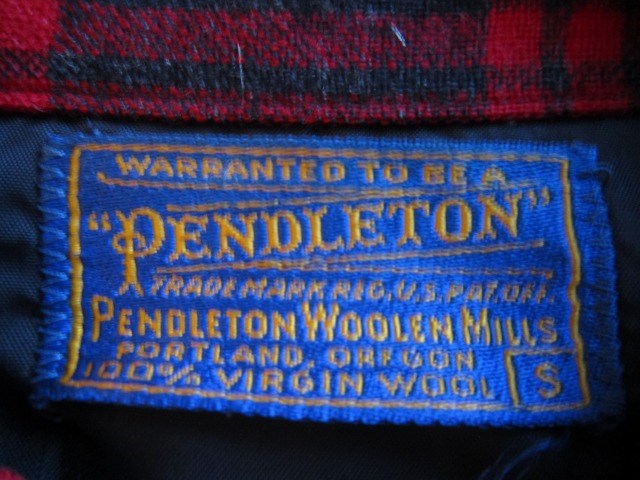 WARRANTED TO BE A
"PENDLETON"
TRADE MARK REG. U.S. PAT. OFF.
PENDLETON WOOLEN MILLS
PORTLAND, OREGON
100% VIRGIN WOOL S